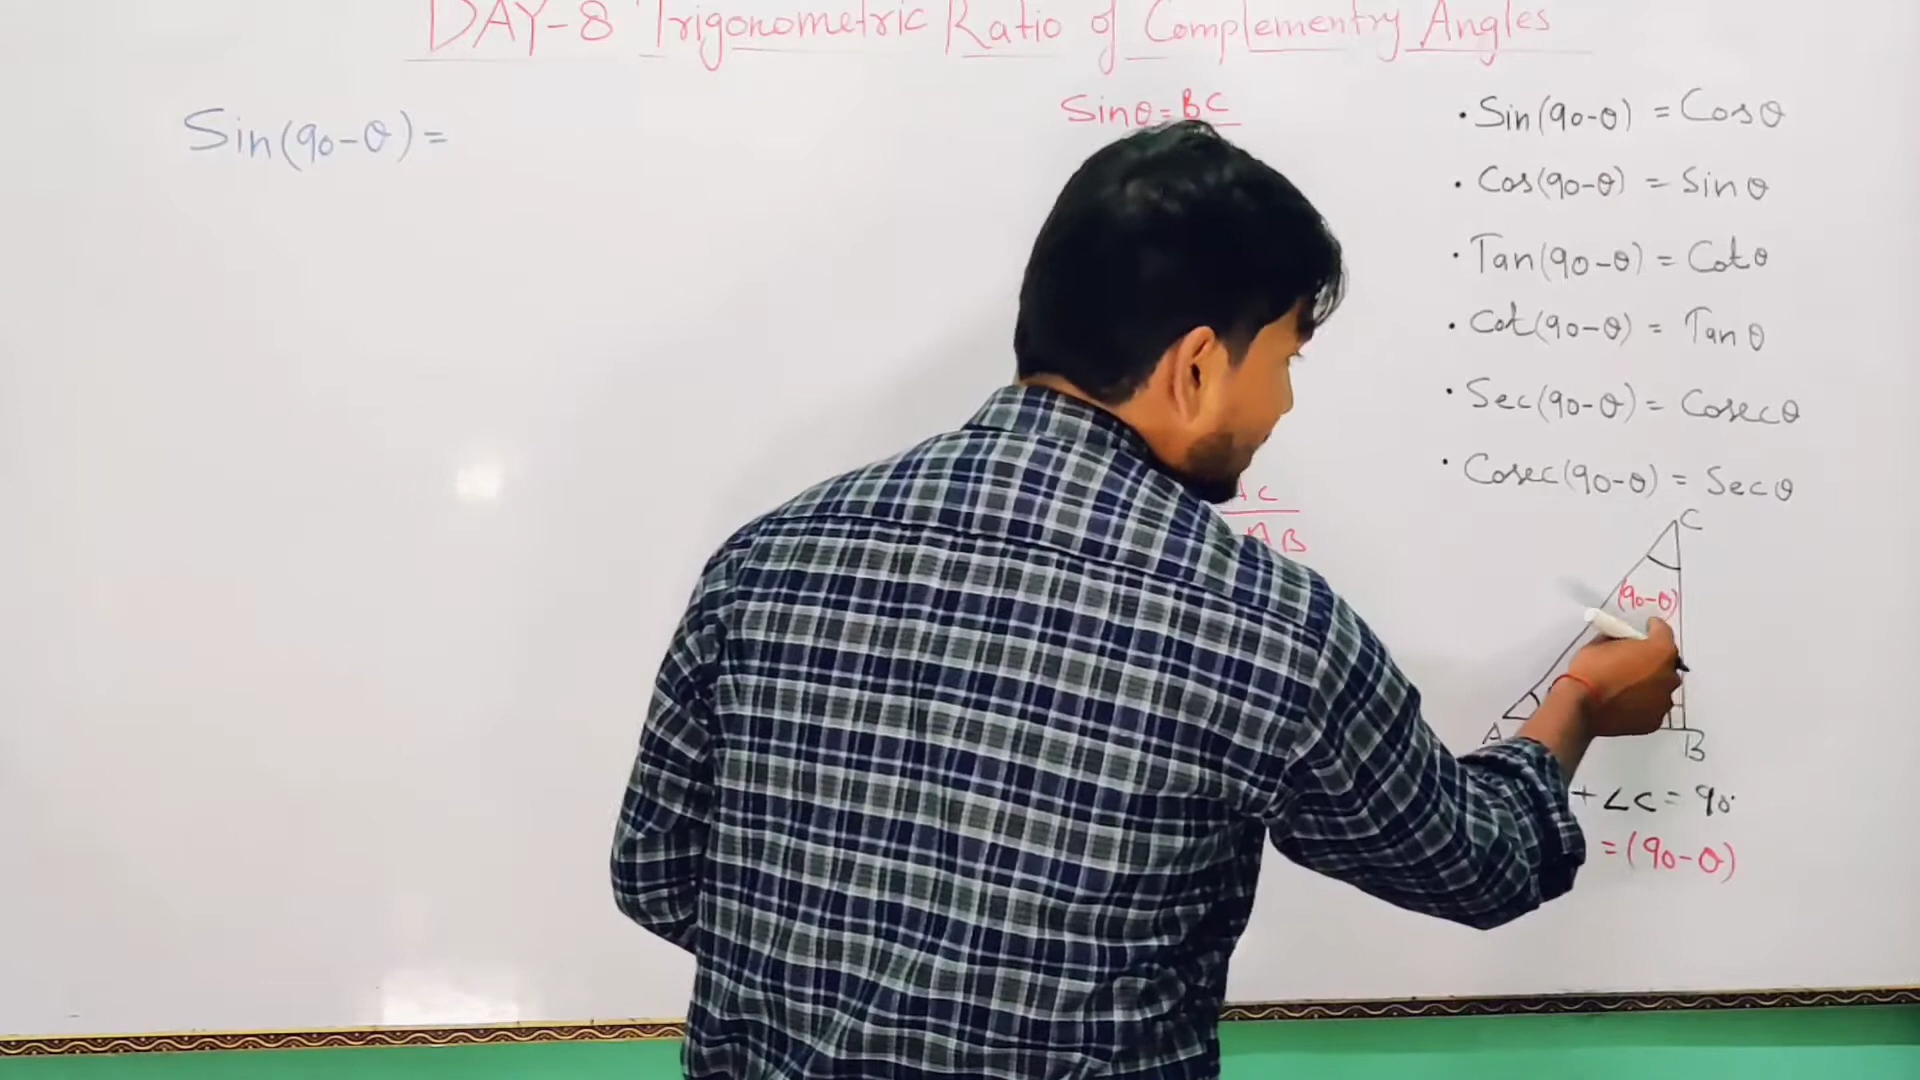 DAY-8 Trigonometric Ratio of Complementry Angles
Sin(90-θ) =
Sinθ = BC
AC
AB
• Sin(90-θ) = Cosθ
• Cos(90-θ) = Sinθ
• Tan(90-θ) = Cotθ
• Cot(90-θ) = Tanθ
• Sec(90-θ) = Cosecθ
• Cosec(90-θ) = Secθ
C
(90-θ)
A
B
+ ∠C = 90°
= (90-θ)